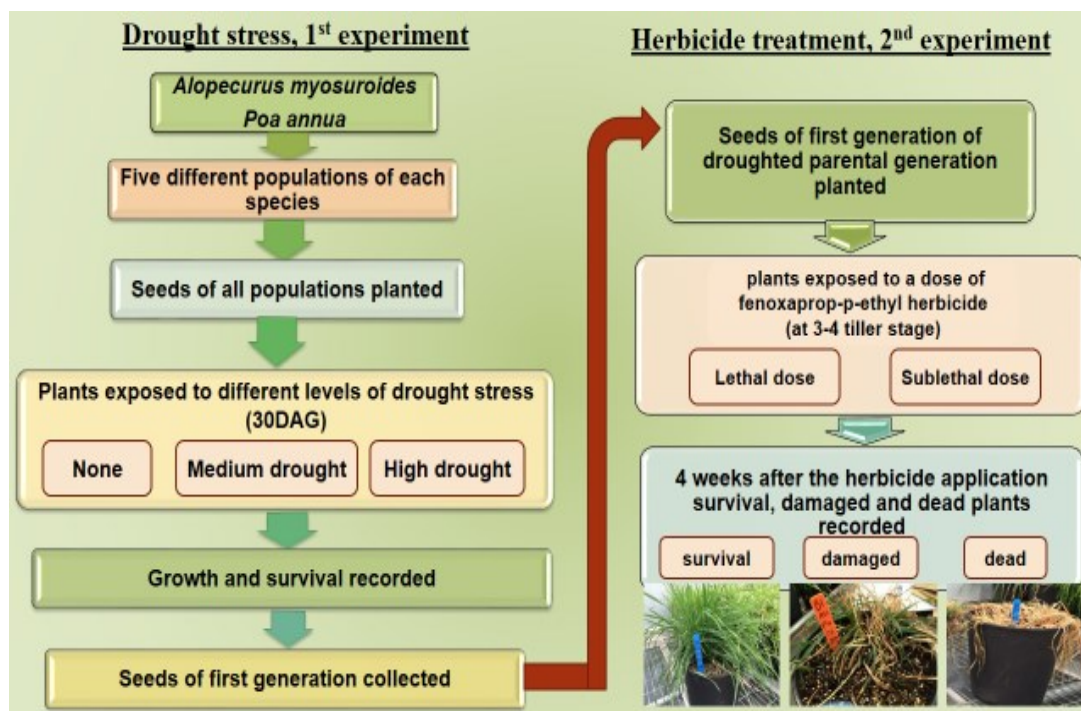 Drought stress, 1st experiment
Alopecurus myosuroides
Poa annua
Five different populations of each
species
Seeds of all populations planted
Plants exposed to different levels of drought stress
(30DAG)
None
Medium drought
High drought
Growth and survival recorded
Seeds of first generation collected
Herbicide treatment, 2nd experiment
Seeds of first generation of
droughted parental generation
planted
plants exposed to a dose of
fenoxaprop-p-ethyl herbicide
(at 3-4 tiller stage)
Lethal dose
Sublethal dose
4 weeks after the herbicide application
survival, damaged and dead plants
recorded
survival
damaged
dead